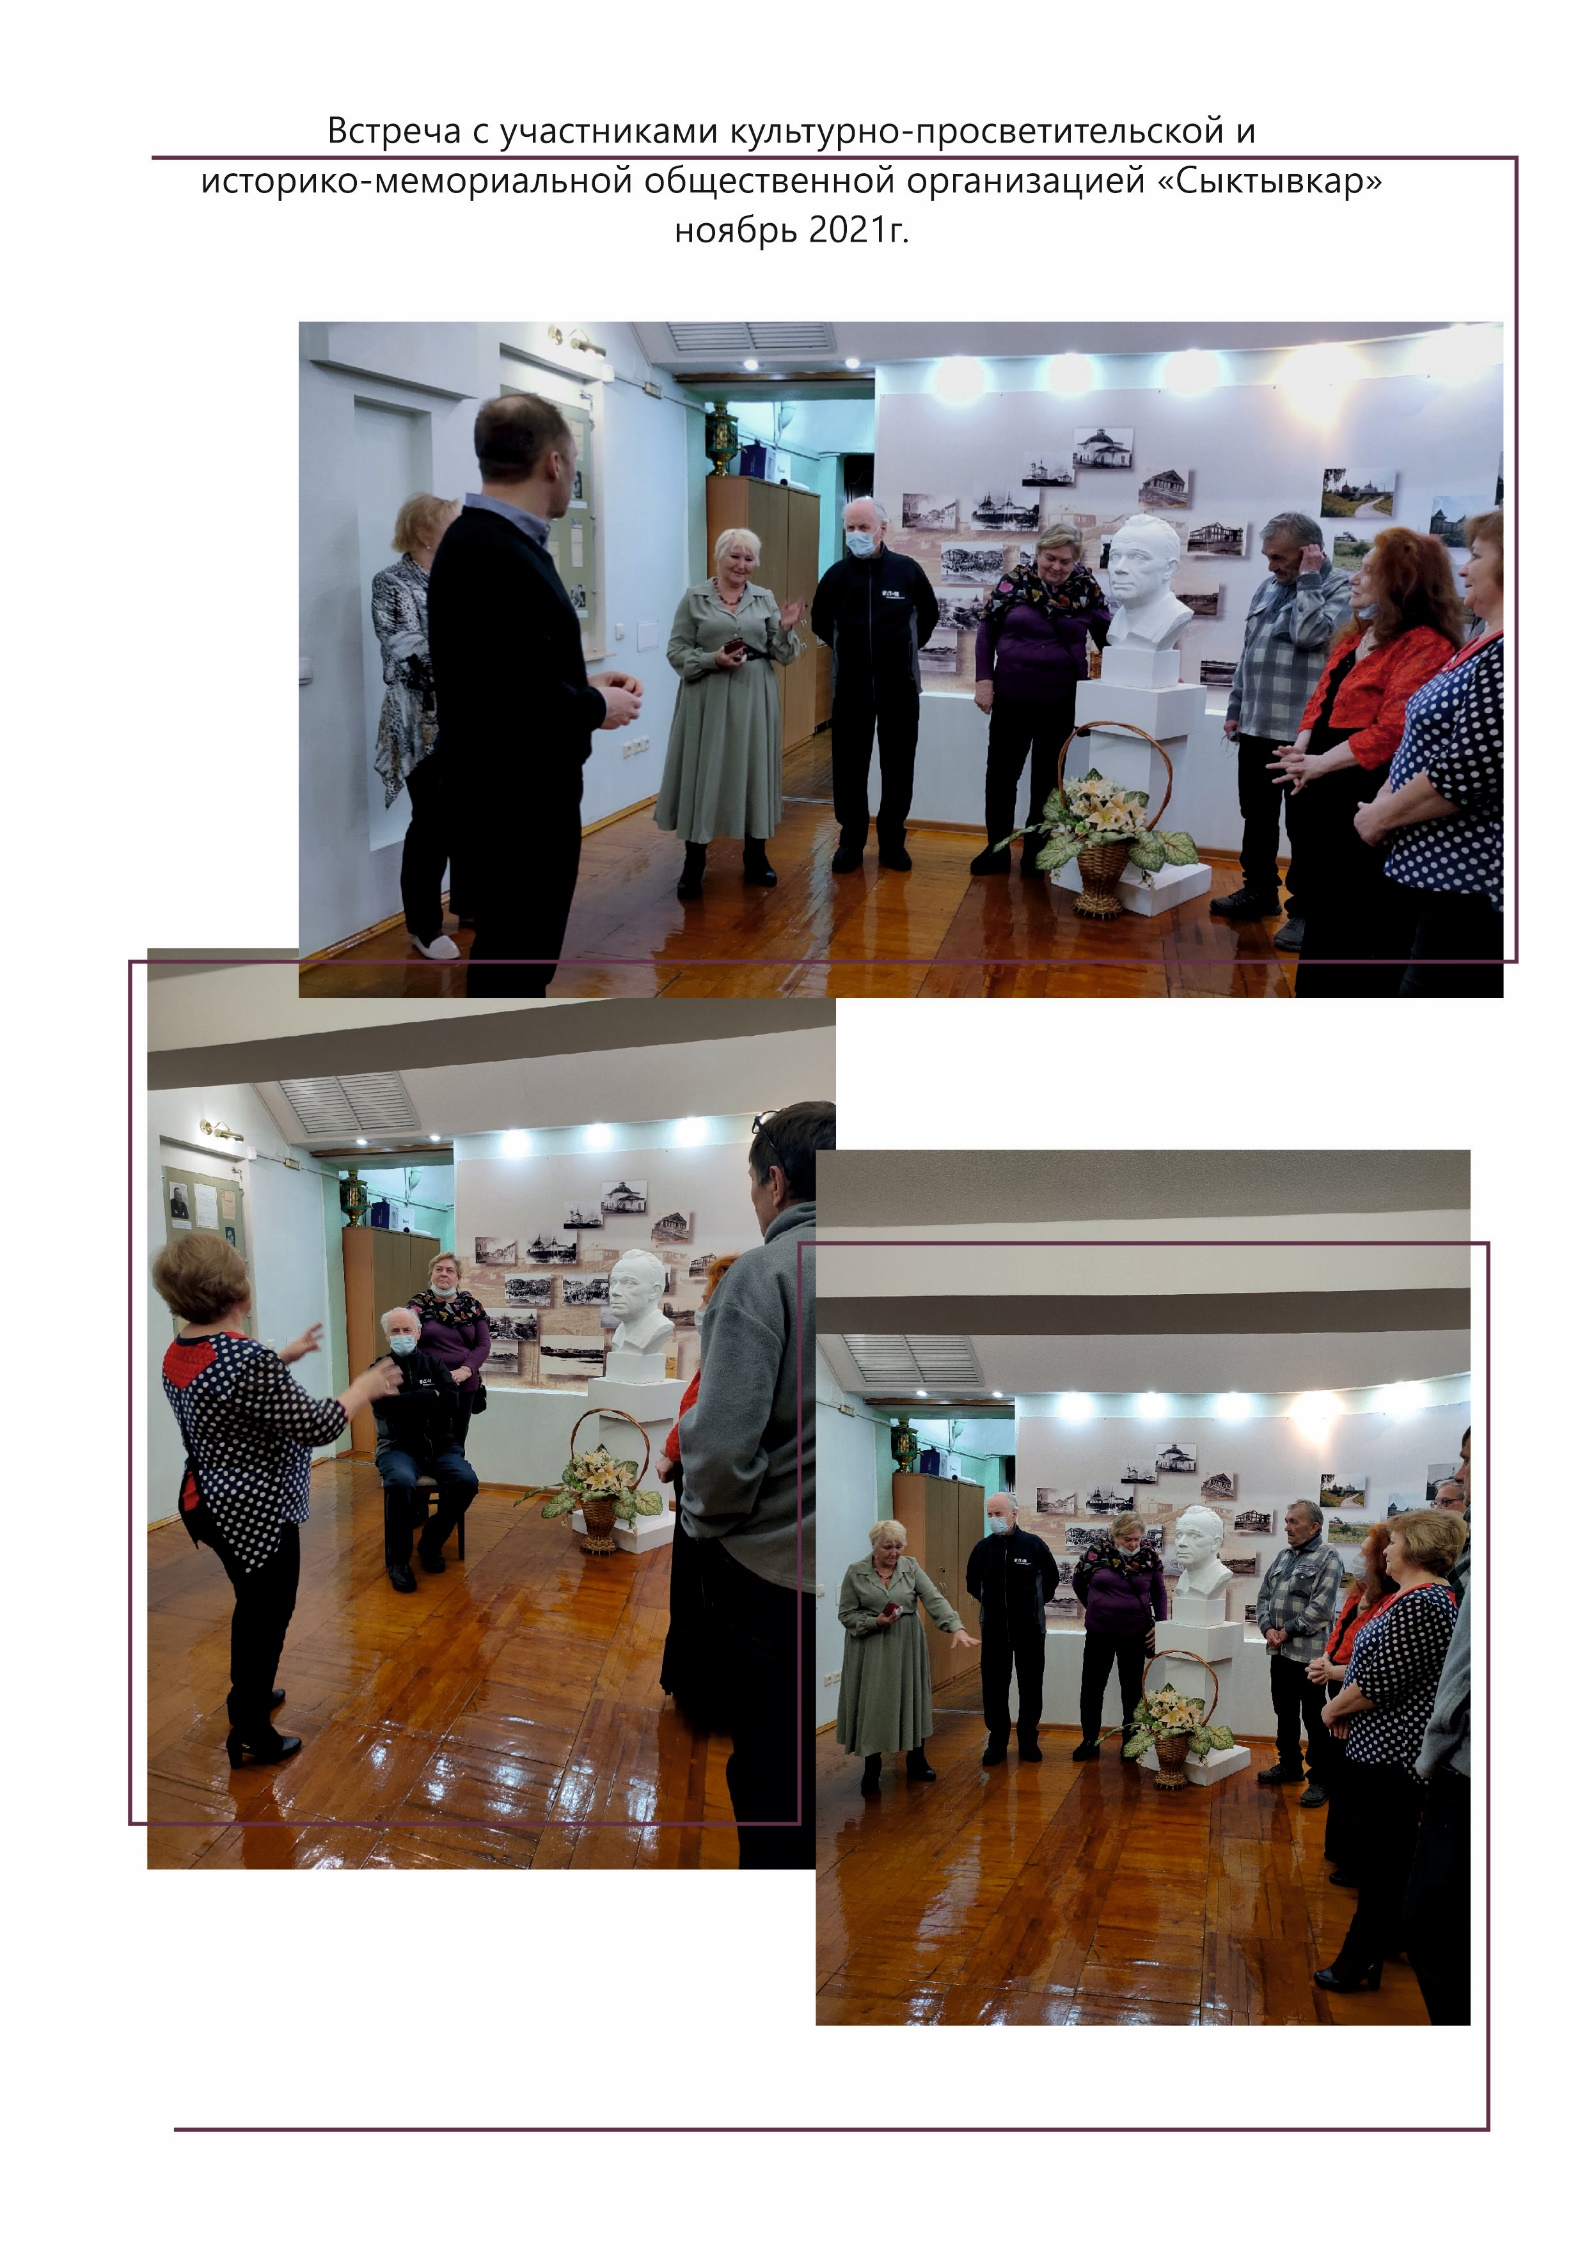 Встреча с участниками культурно-просветительской и
историко-мемориальной общественной организацией «Сыктывкар»
ноябрь 2021г.